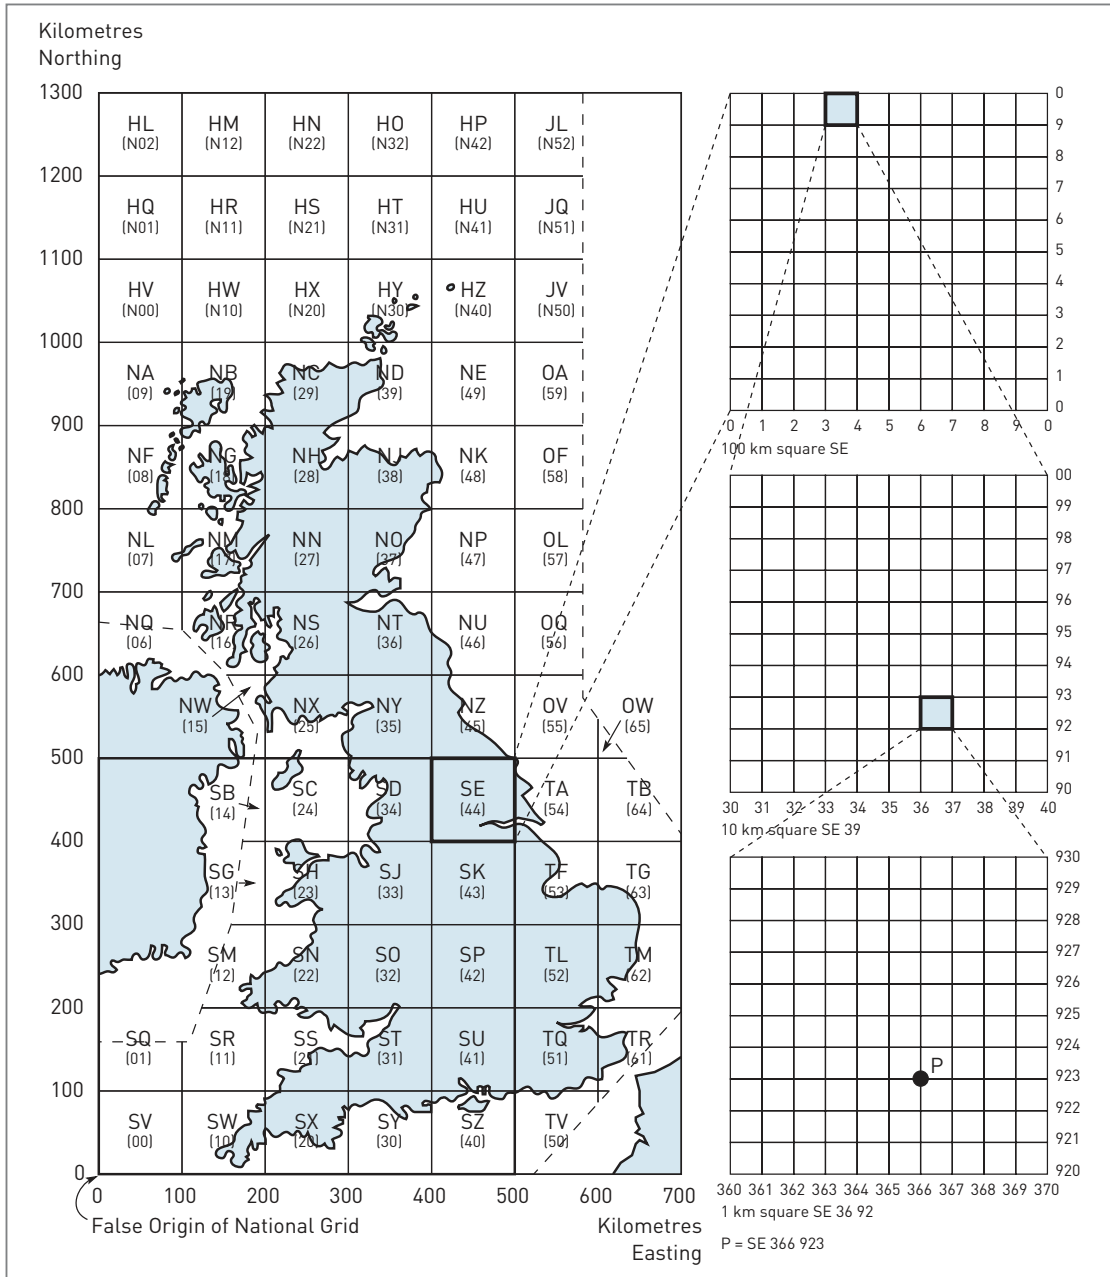 Kilometres
Northing
1300
HL HM HN HO HP JL
(N02) (N12) (N22) (N32) (N42) (N52)
1200
HQ HR HS HT HU JQ
(N01) (N11) (N21) (N31) (N41) (N51)
1100
HV HW HX HY HZ JV
(N00) (N10) (N20) (N30) (N40) (N50)
1000
NA NB NC ND NE OA
(09) (19) (29) (39) (49) (59)
900
NF NG NH NJ NK OF
(08) (18) (28) (38) (48) (58)
800
NL NM NN NO NP OL
(07) (17) (27) (37) (47) (57)
700
NQ NR NS NT NU OQ
(06) (16) (26) (36) (46) (56)
600
NW NX NY NZ OV OW
(15) (25) (35) (45) (55) (65)
500
SB SC SD SE TA TB
(14) (24) (34) (44) (54) (64)
400
SG SH SJ SK TF TG
(13) (23) (33) (43) (53) (63)
300
SM SN SO SP TL TM
(12) (22) (32) (42) (52) (62)
200
SQ SR SS ST SU TQ TR
(01) (11) (21) (31) (41) (51) (61)
100
SV SW SX SY SZ TV
(00) (10) (20) (30) (40) (50)
0
0 100 200 300 400 500 600 700
False Origin of National Grid
Kilometres
Easting
0
9
8
7
6
5
4
3
2
1
0
0 1 2 3 4 5 6 7 8 9 0
100 km square SE
00
99
98
97
96
95
94
93
92
91
90
30 31 32 33 34 35 36 37 38 39 40
10 km square SE 39
930
929
928
927
926
925
924
P
923
922
921
920
360 361 362 363 364 365 366 367 368 369 370
1 km square SE 36 92
P = SE 366 923